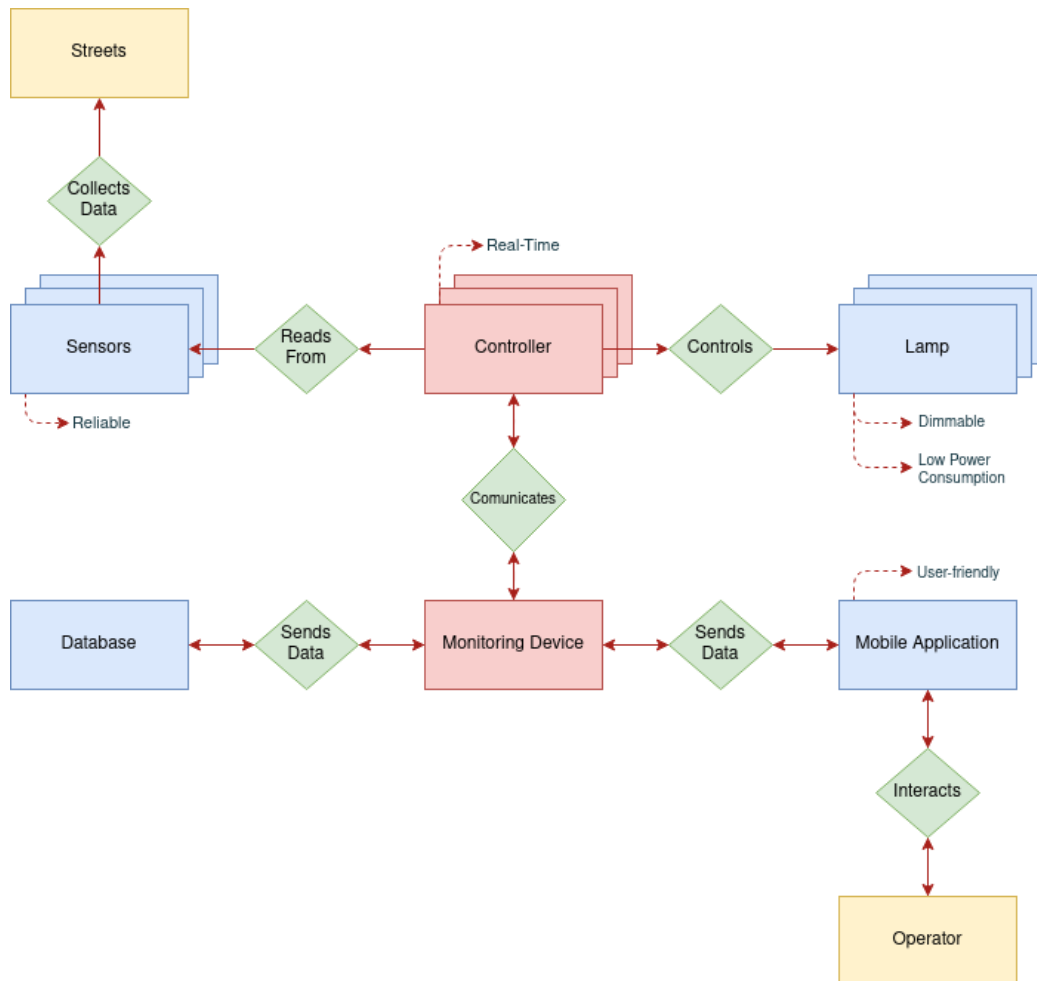 Streets
Collects
Data
Real-Time
Sensors
Reads
From
Controller
Controls
Lamp
Reliable
Dimmable
Low Power
Consumption
Comunicates
User-friendly
Database
Sends
Data
Monitoring Device
Sends
Data
Mobile Application
Interacts
Operator